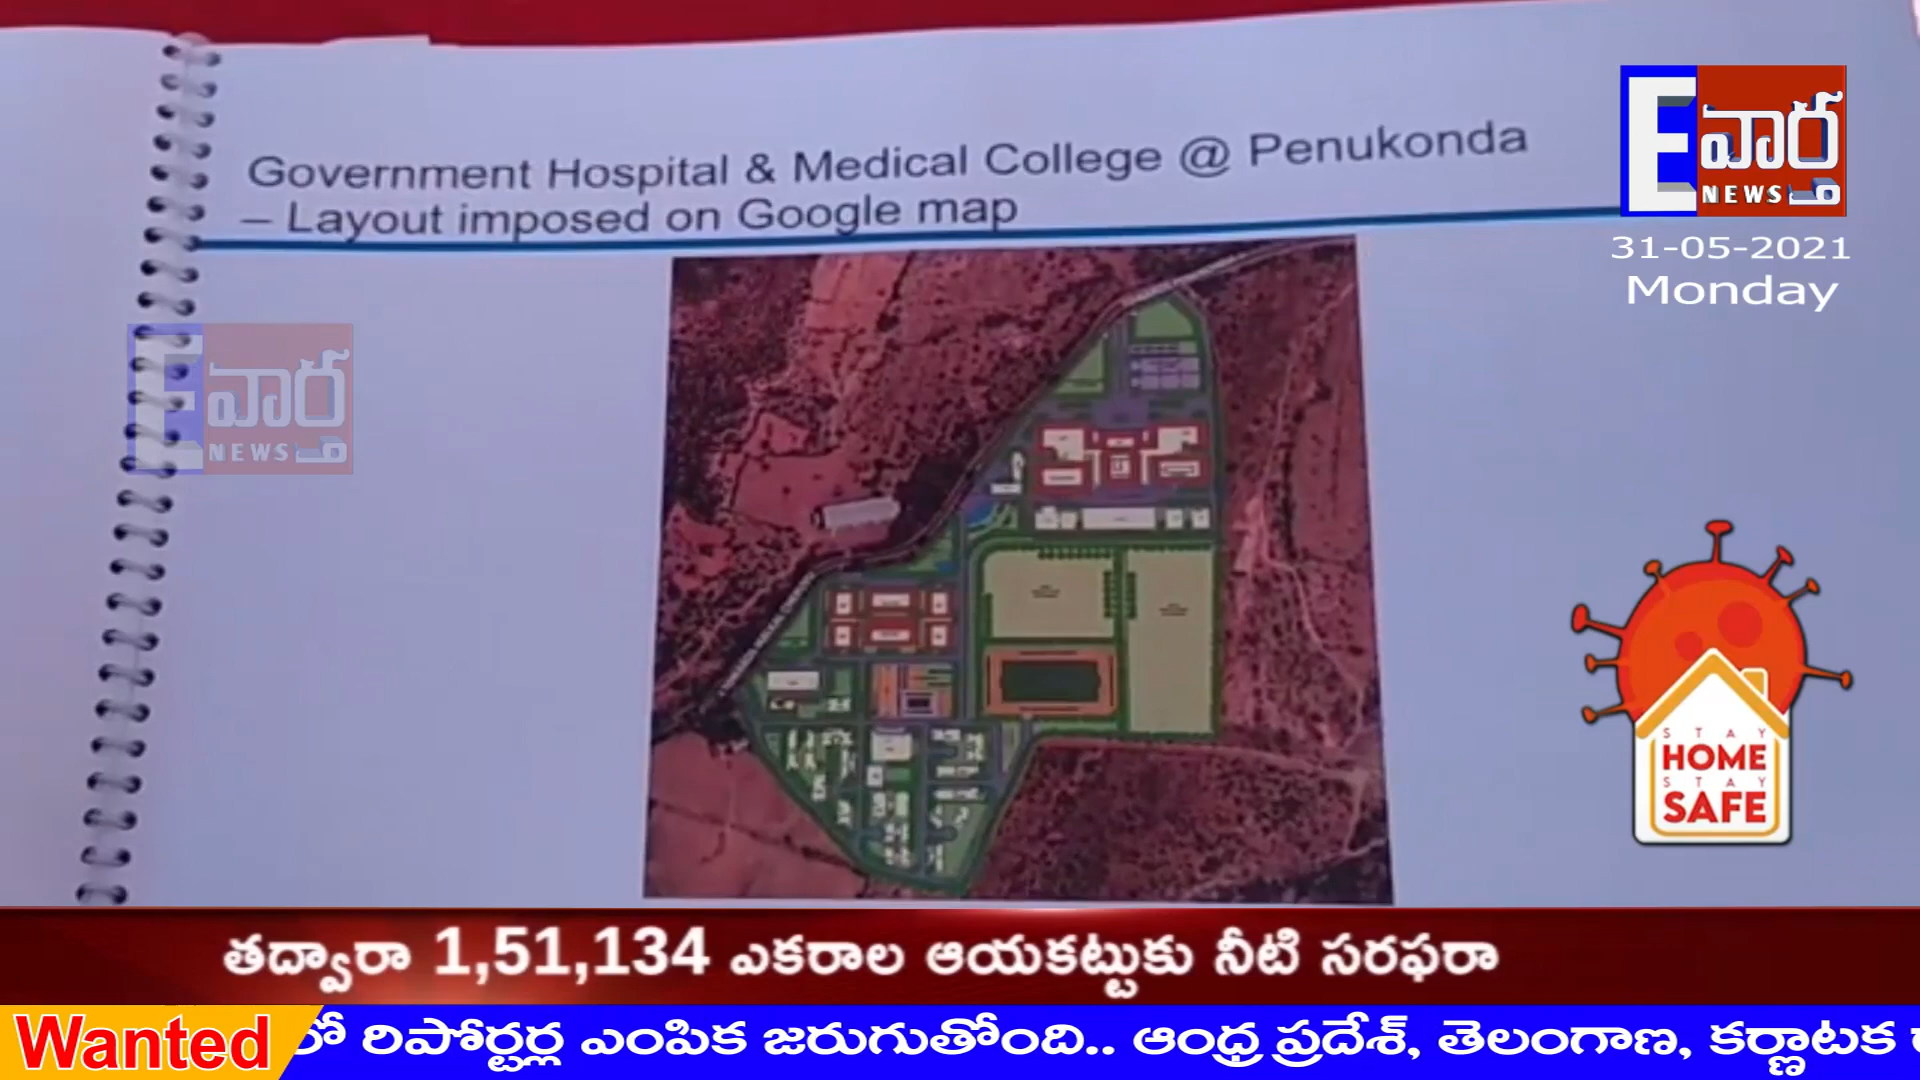 Government Hospital & Medical College @ Penukonda
– Layout imposed on Google map
E వార్త
NEWS
31-05-2021
Monday
E వార్త
NEWS
STAY
HOME
STAY
SAFE
తద్వారా 1,51,134 ఎకరాల ఆయకట్టుకు నీటి సరఫరా
Wanted
రిపోర్టర్ల ఎంపిక జరుగుతోంది.. ఆంధ్ర ప్రదేశ్, తెలంగాణ, కర్ణాటక